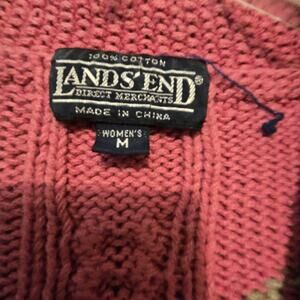 100% COTTON
LANDS' END®
DIRECT MERCHANTS
MADE IN CHINA
WOMEN'S
M